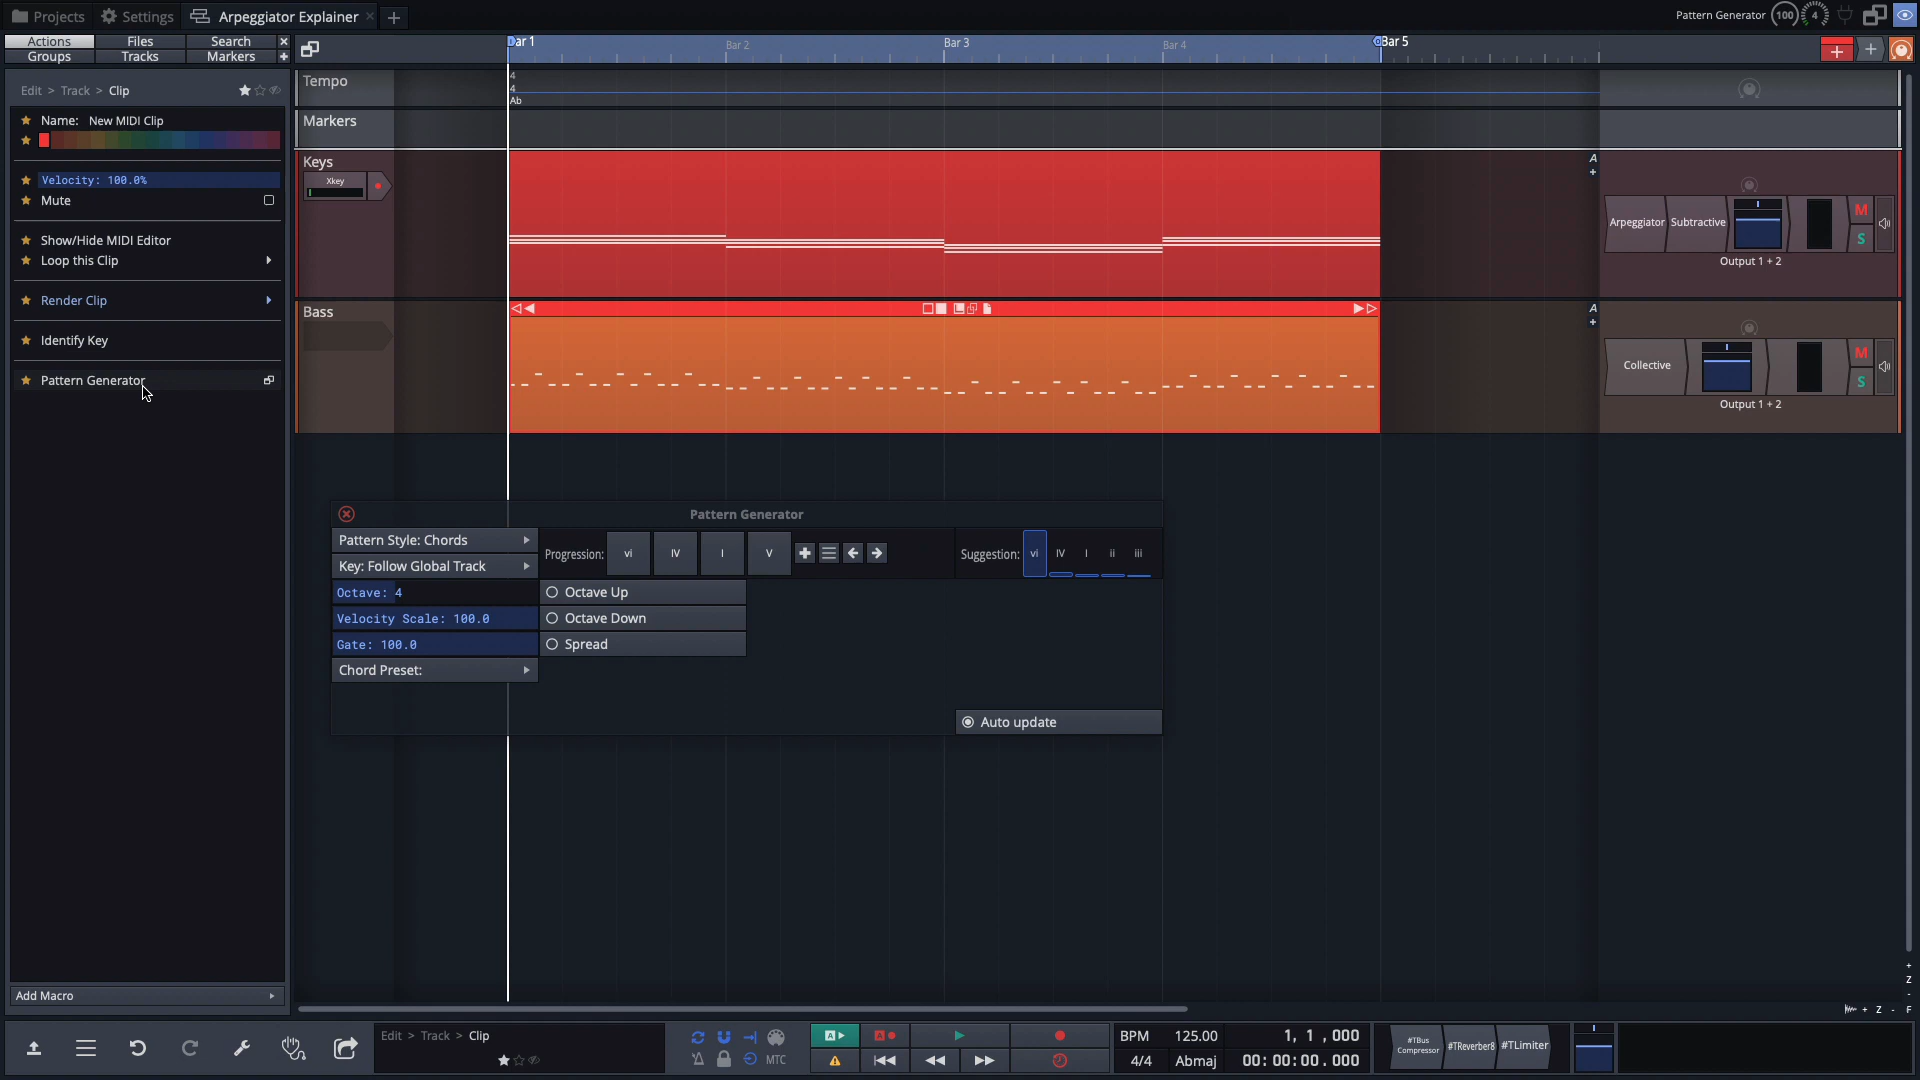 Projects Settings Arpeggiator Explainer Pattern Generator 100 4
Actions Files Search
Groups Tracks Markers
Bar 1 Bar 2 Bar 3 Bar 4 Bar 5
Edit > Track > Clip
Name: New MIDI Clip
Velocity: 100.0%
Mute
Show/Hide MIDI Editor
Loop this Clip
Render Clip
Identify Key
Pattern Generator
Add Macro
Tempo
4
4
Ab
Markers
Keys
Xkey
A
Arpeggiator Subtractive M
S
Output 1 + 2
Bass
A
Collective M
S
Output 1 + 2
Pattern Generator
Pattern Style: Chords
Key: Follow Global Track
Progression: vi IV I V
Suggestion: vi IV I ii iii
Octave: 4 Octave Up
Velocity Scale: 100.0 Octave Down
Gate: 100.0 Spread
Chord Preset:
Auto update
+
Z
-
+ Z - F
Edit > Track > Clip
MTC
A A
BPM 125.00 1, 1 ,000
4/4 Abmaj 00: 00: 00.000
#TBus Compressor #TReverber8 #TLimiter